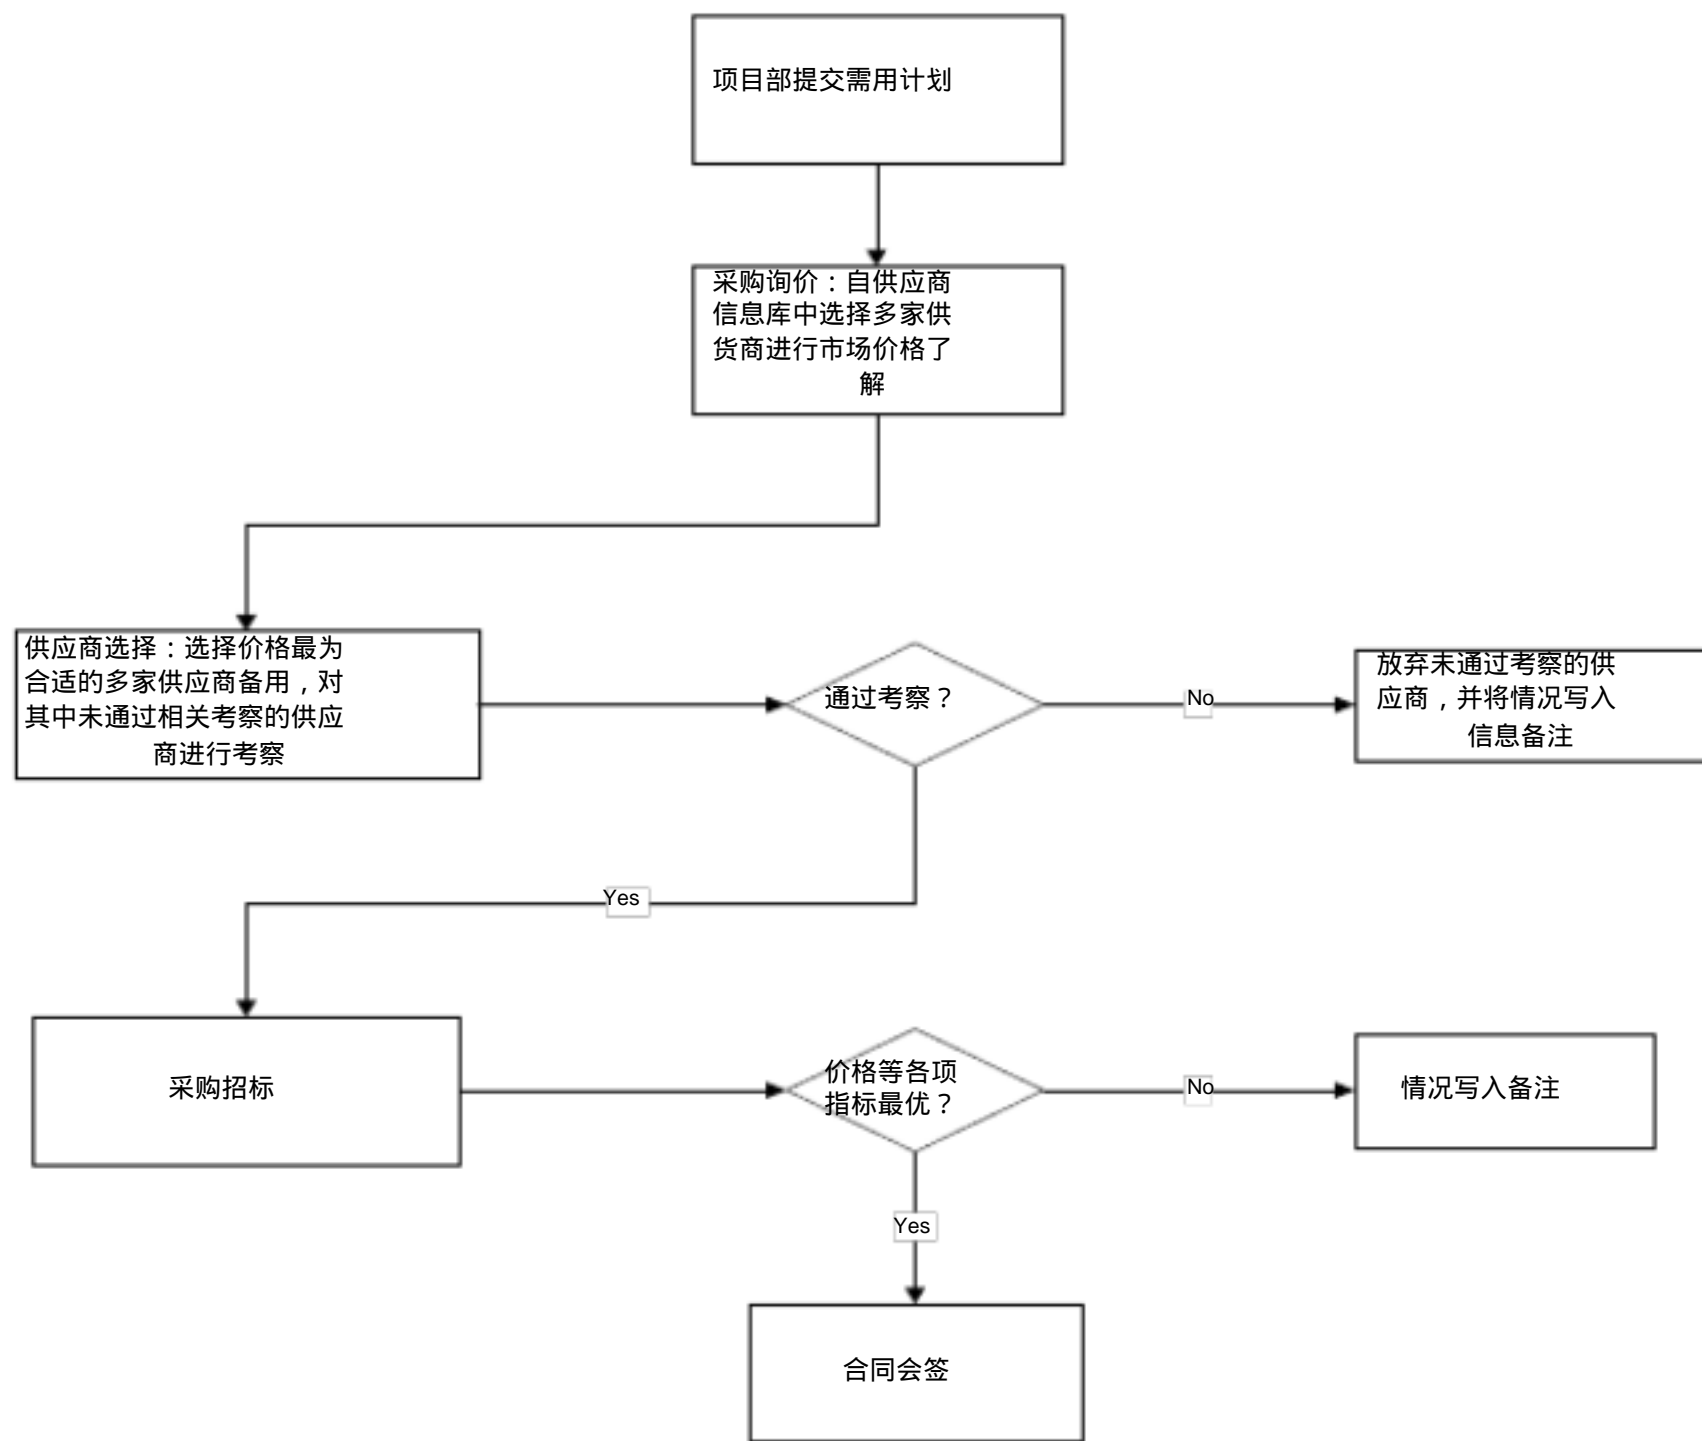 项目部提交需用计划
采购询价：自供应商
信息库中选择多家供
货商进行市场价格了
解
供应商选择：选择价格最为
合适的多家供应商备用，对
其中未通过相关考察的供应
商进行考察
通过考察？
No
放弃未通过考察的供
应商，并将情况写入
信息备注
Yes
采购招标
价格等各项
指标最优？
No
情况写入备注
Yes
合同会签